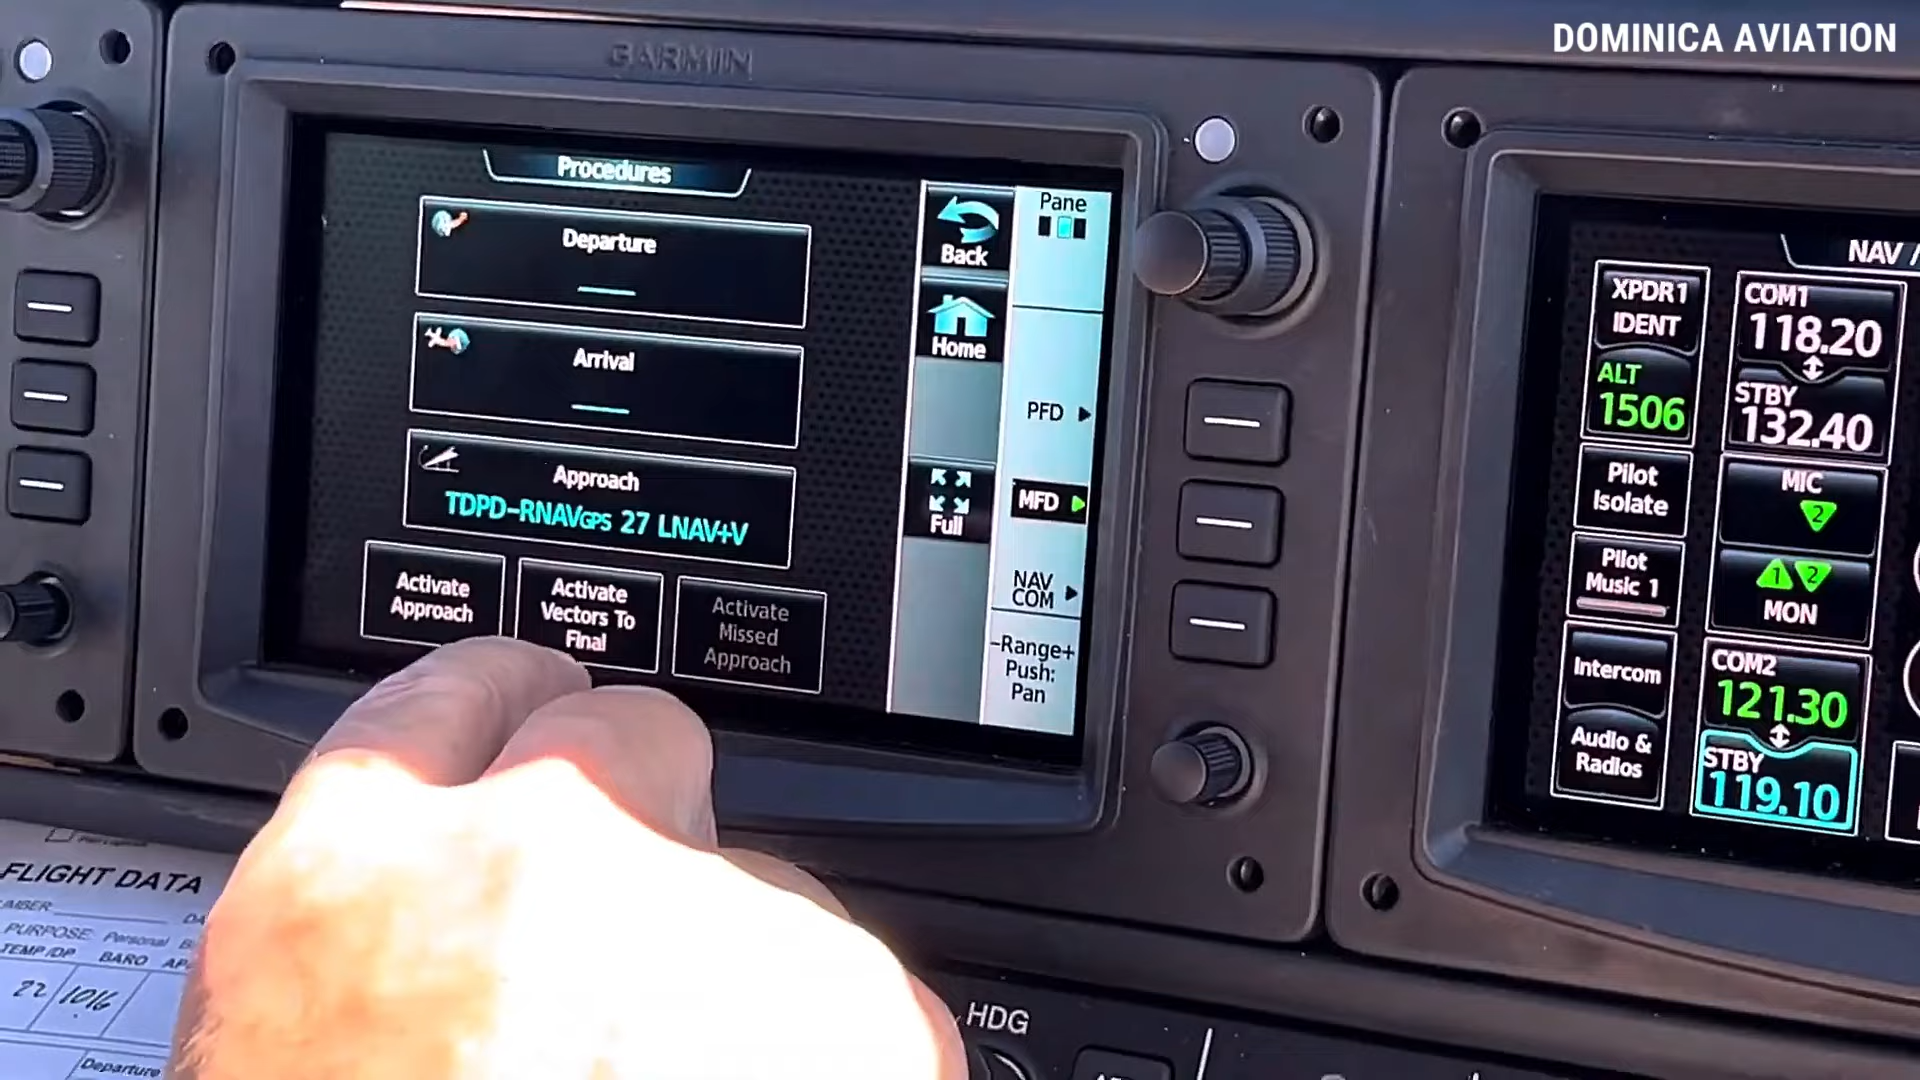 DOMINICA AVIATION
GARMIN
Procedures
Departure
Arrival
Approach
TDPD-RNAVGPS 27 LNAV+V
Activate
Approach
Activate
Vectors To
Final
Activate
Missed
Approach
Back
Home
Full
Pane
PFD
MFD
NAV
COM
-Range+
Push:
Pan
NAV /
XPDR1
IDENT
ALT
1506
Pilot
Isolate
Pilot
Music 1
Intercom
Audio &
Radios
COM1
118.20
STBY
132.40
MIC
2
1 2
MON
COM2
121.30
STBY
119.10
FLIGHT DATA
PURPOSE: Personal
TEMP/DP BARO
22 1016
Departure
HDG